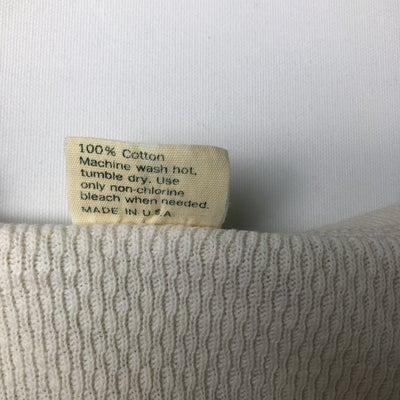 100% Cotton
Machine wash hot,
tumble dry. Use
only non-chlorine
bleach when needed.
MADE IN U.S.A.